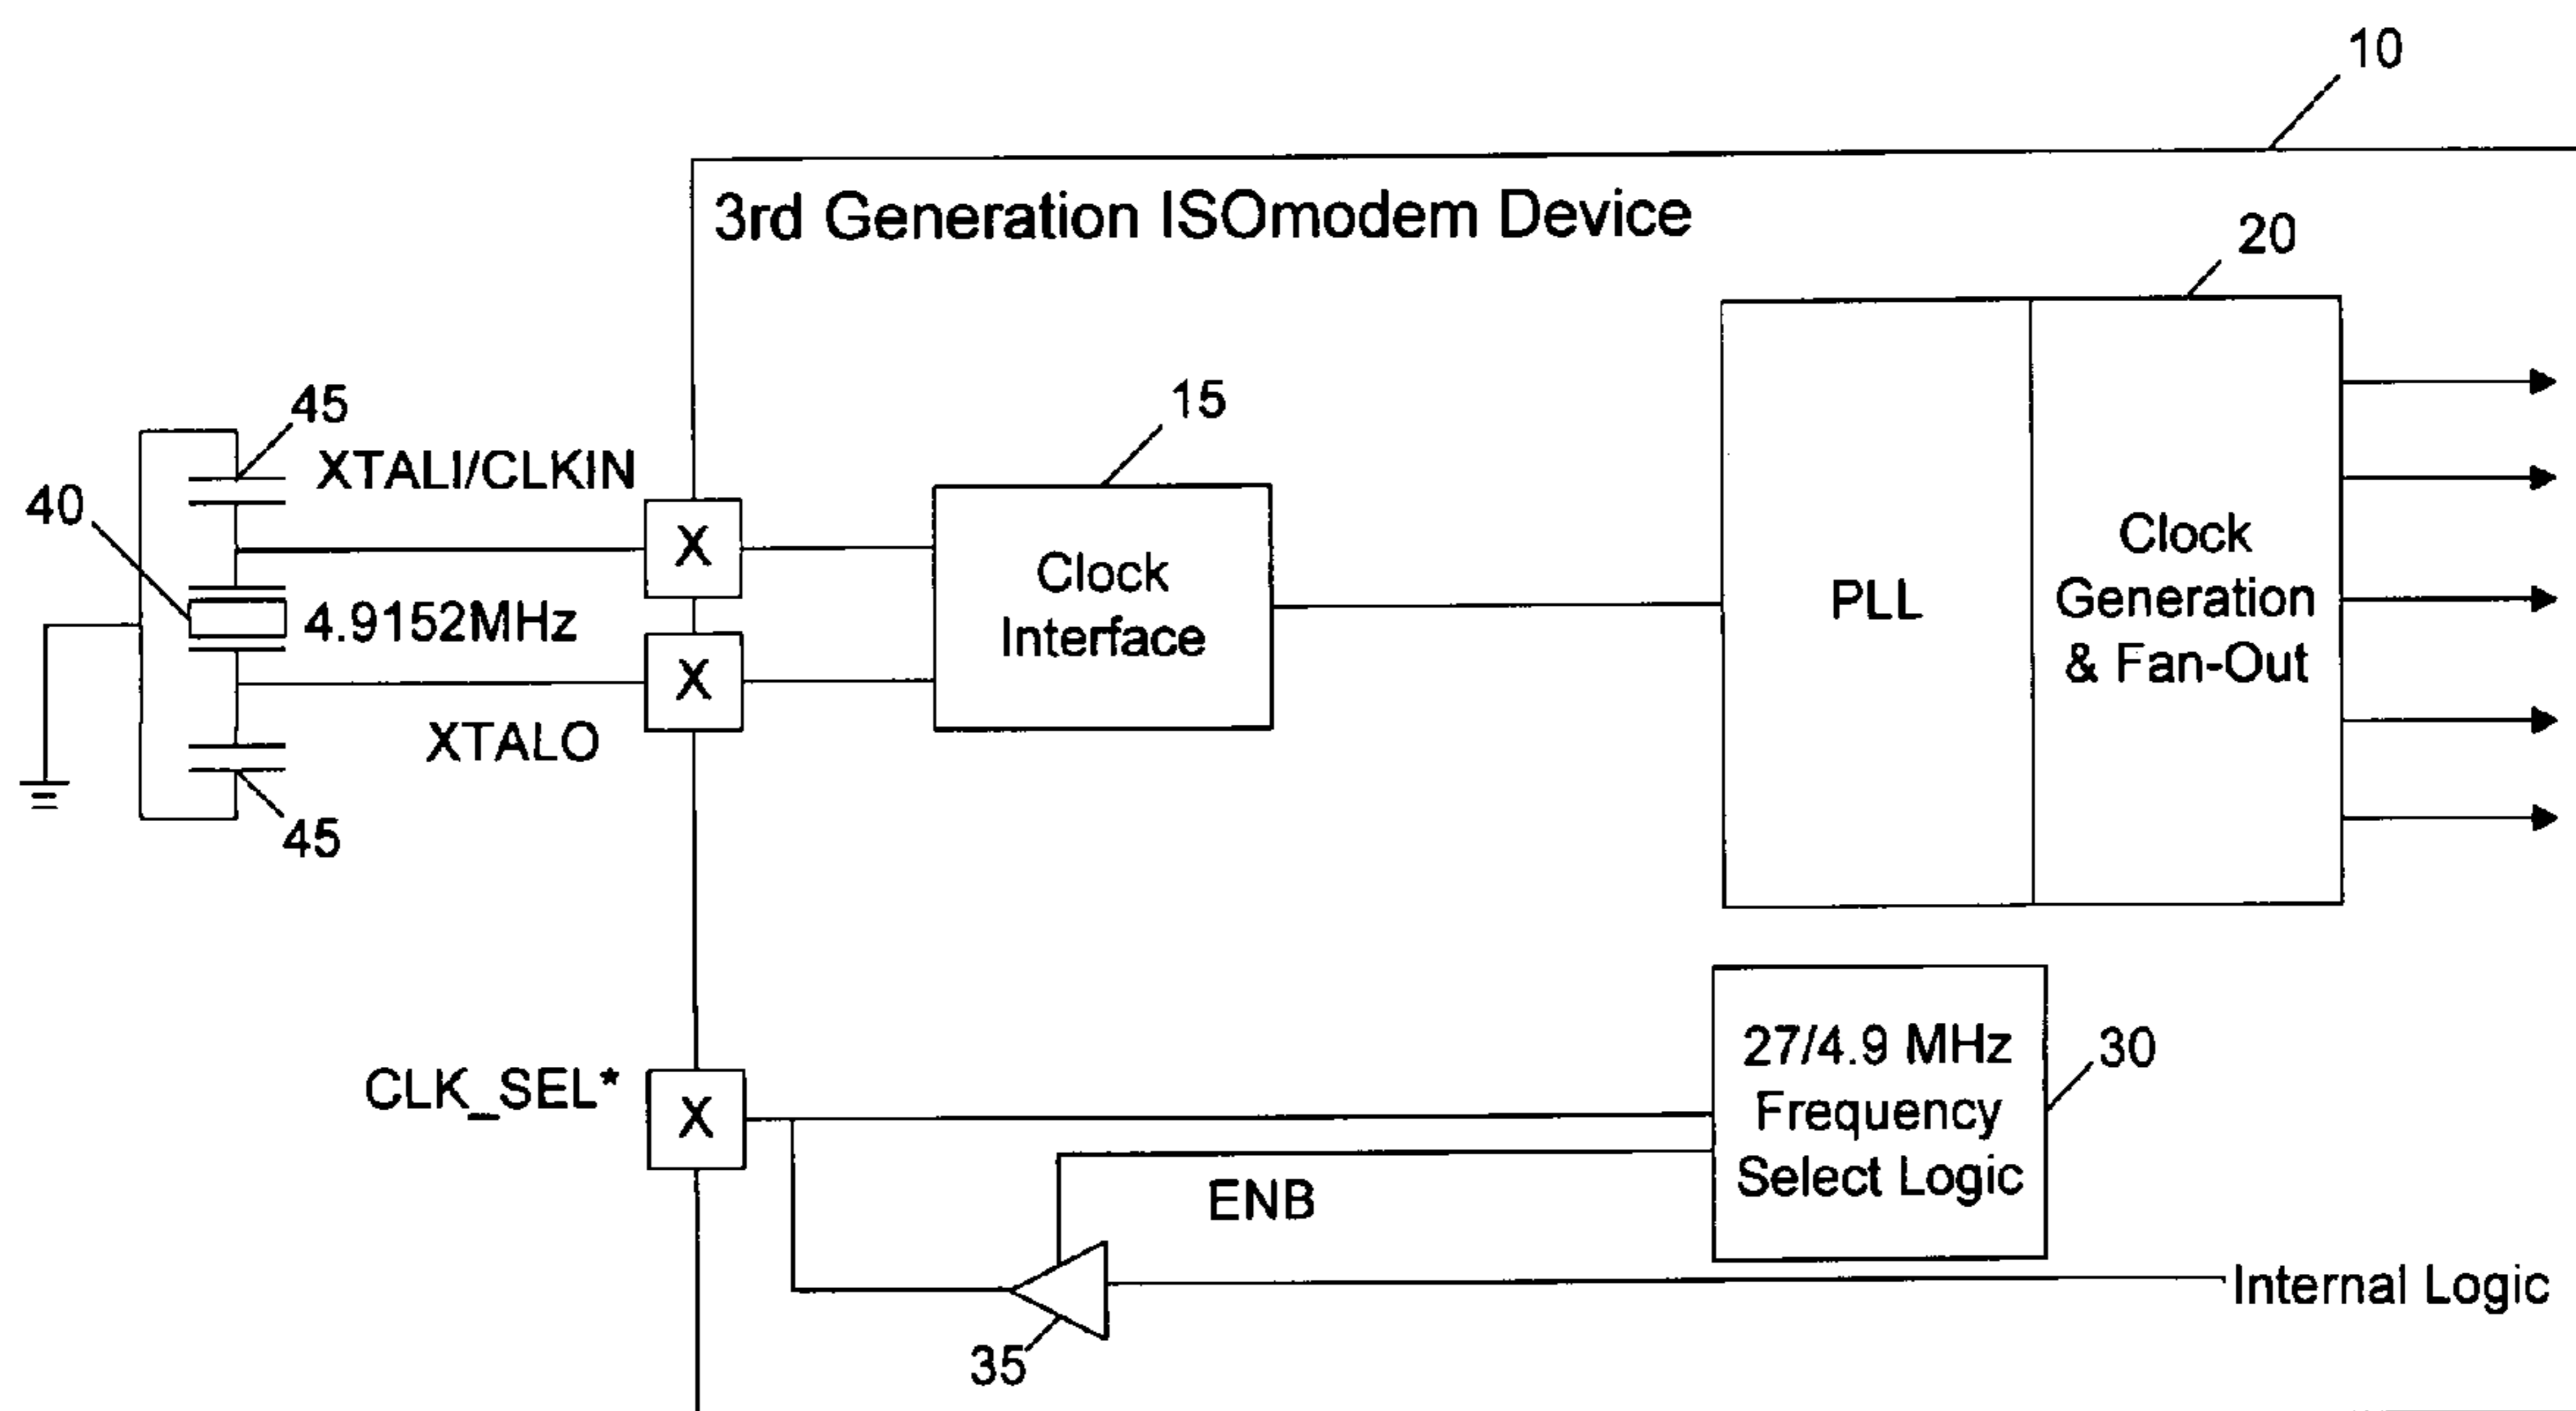 10
3rd Generation ISOmodem Device
20
45
XTALI/CLKIN
15
40
X
Clock
Interface
PLL
Clock
Generation
& Fan-Out
4.9152MHz
X
XTALO
45
CLK_SEL*
X
27/4.9 MHz
Frequency
Select Logic
30
ENB
Internal Logic
35